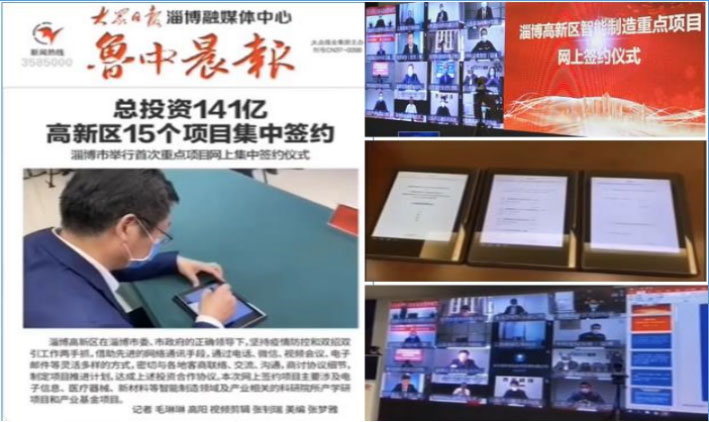 大众日报 淄博融媒体中心
新闻热线
3585000
鲁中晨报
总投资141亿
高新区15个项目集中签约
淄博市举行首次重点项目网上集中签约仪式
淄博高新区在淄博市委、市政府的正确领导下,坚持疫情防控和双招双
引工作两手抓,借助先进的网络通讯手段,通过电话、微信、视频会议、电子
邮件等灵活多样的方式,密切与各地客商联络、交流、沟通,商讨协议细节,
制定项目推进计划,达成上述投资合作协议。本次网上签约项目主要涉及电
子信息、医疗器械、新材料等智能制造领域及产业相关的科研院所产学研
项目和产业基金项目。
记者 毛琳琳 高阳 视频剪辑 张钊瑞 美编 张梦雅
淄博高新区智能制造重点项目
网上签约仪式